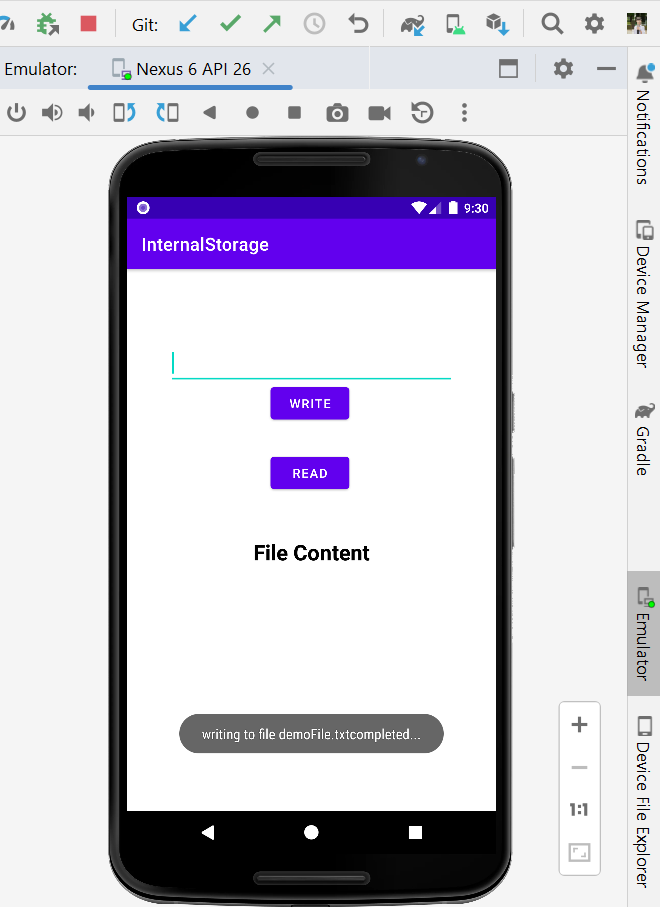 Git:
Emulator:
Nexus 6 API 26
9:30
InternalStorage
WRITE
READ
File Content
writing to file demoFile.txtcompleted...
1:1
Notifications
Device Manager
Gradle
Emulator
Device File Explorer